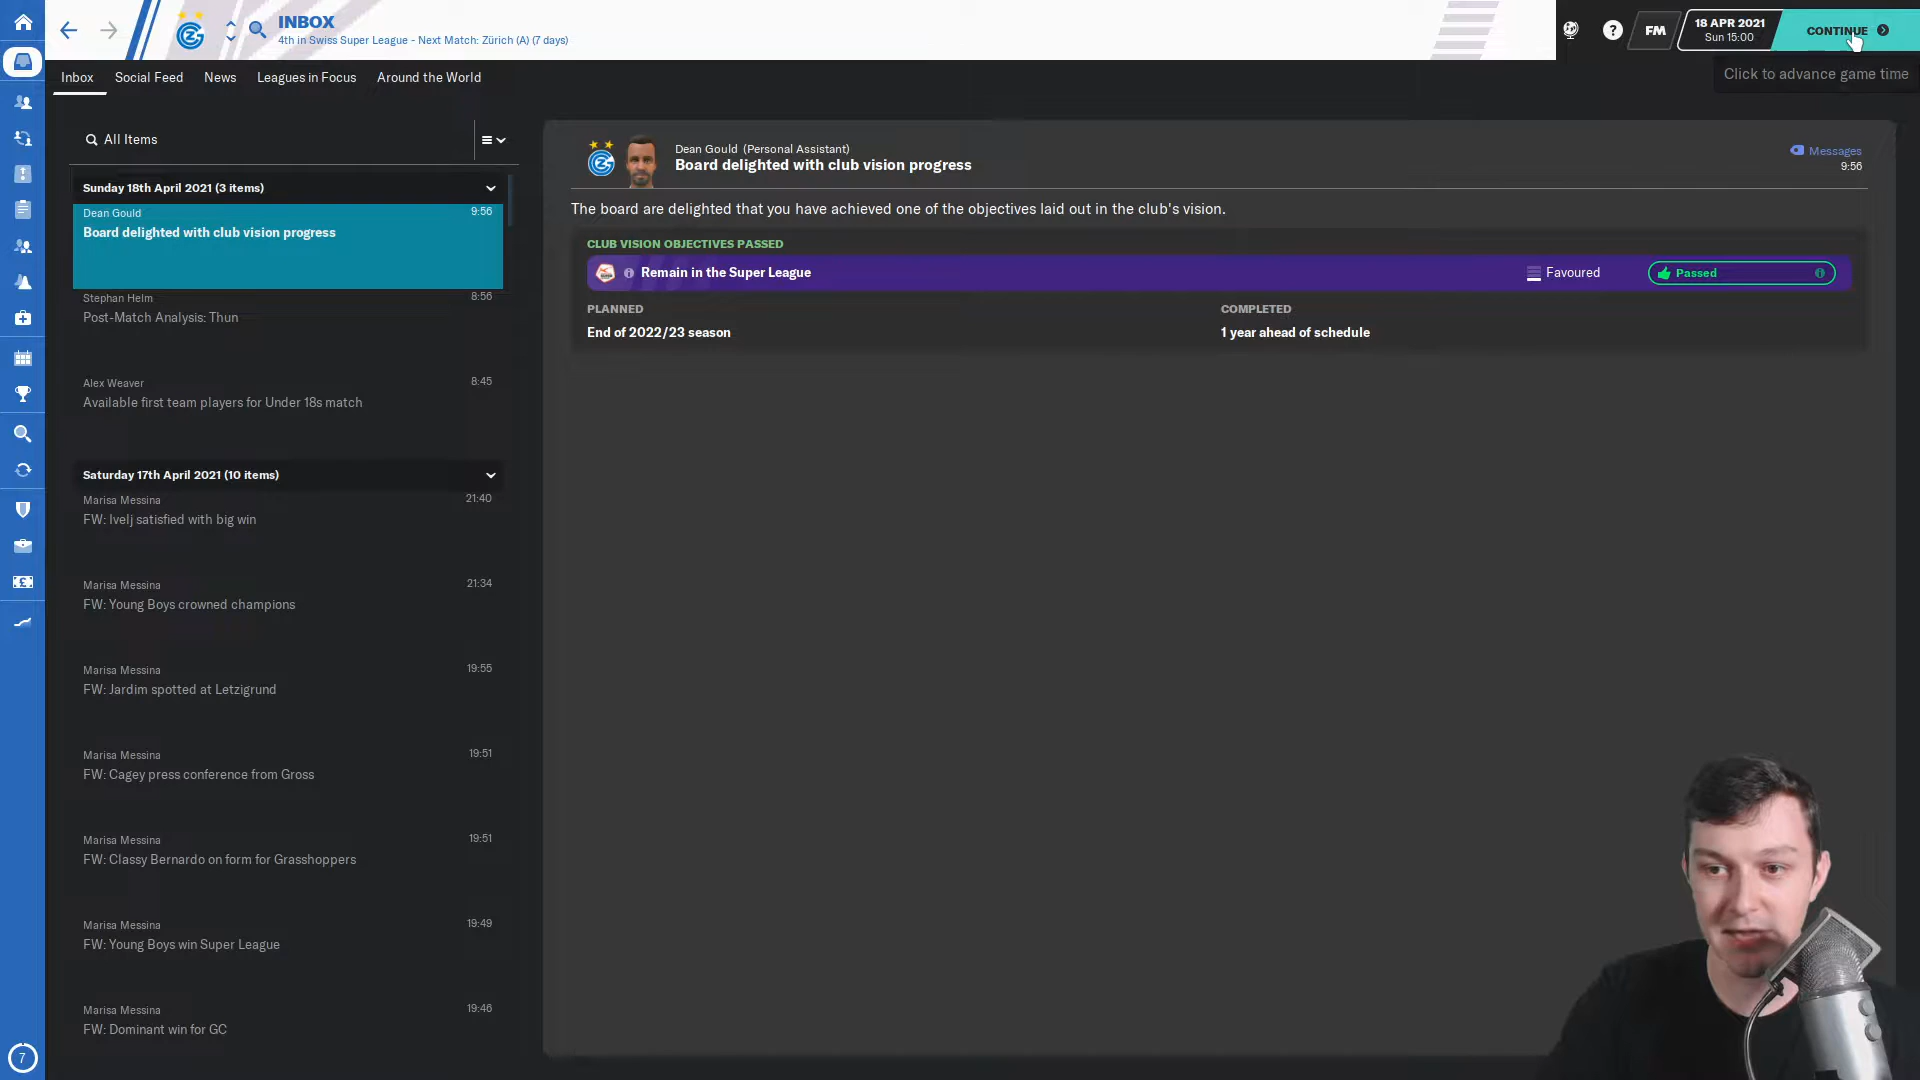 INBOX
4th in Swiss Super League - Next Match: Zürich (A) (7 days)
FM
18 APR 2021
Sun 15:00
CONTINUE
Click to advance game time
Inbox
Social Feed
News
Leagues in Focus
Around the World
All Items
Sunday 18th April 2021 (3 items)
Dean Gould 9:56
Board delighted with club vision progress
Stephan Helm 8:56
Post-Match Analysis: Thun
Alex Weaver 8:45
Available first team players for Under 18s match
Saturday 17th April 2021 (10 items)
Marisa Messina 21:40
FW: Ivelj satisfied with big win
Marisa Messina 21:34
FW: Young Boys crowned champions
Marisa Messina 19:55
FW: Jardim spotted at Letzigrund
Marisa Messina 19:51
FW: Cagey press conference from Gross
Marisa Messina 19:51
FW: Classy Bernardo on form for Grasshoppers
Marisa Messina 19:49
FW: Young Boys win Super League
Marisa Messina 19:46
FW: Dominant win for GC
7
Dean Gould (Personal Assistant)
Board delighted with club vision progress
Messages
9:56
The board are delighted that you have achieved one of the objectives laid out in the club's vision.
CLUB VISION OBJECTIVES PASSED
Remain in the Super League Favoured Passed
PLANNED COMPLETED
End of 2022/23 season 1 year ahead of schedule